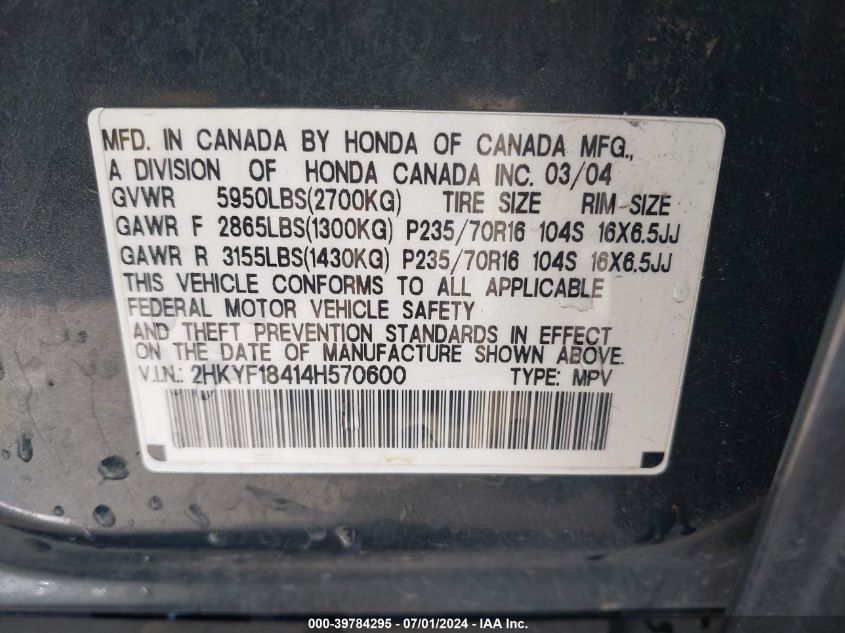 MFD. IN CANADA BY HONDA OF CANADA MFG.,
A DIVISION OF HONDA CANADA INC. 03/04
GVWR 5950LBS(2700KG) TIRE SIZE RIM SIZE
GAWR F 2865LBS(1300KG) P235/70R16 104S 16X6.5JJ
GAWR R 3155LBS(1430KG) P235/70R16 104S 16X6.5JJ
THIS VEHICLE CONFORMS TO ALL APPLICABLE
FEDERAL MOTOR VEHICLE SAFETY
AND THEFT PREVENTION STANDARDS IN EFFECT
ON THE DATE OF MANUFACTURE SHOWN ABOVE.
V.I.N.: 2HKYF18414H570600 TYPE: MPV
000-39784295 - 07/01/2024 - IAA Inc.